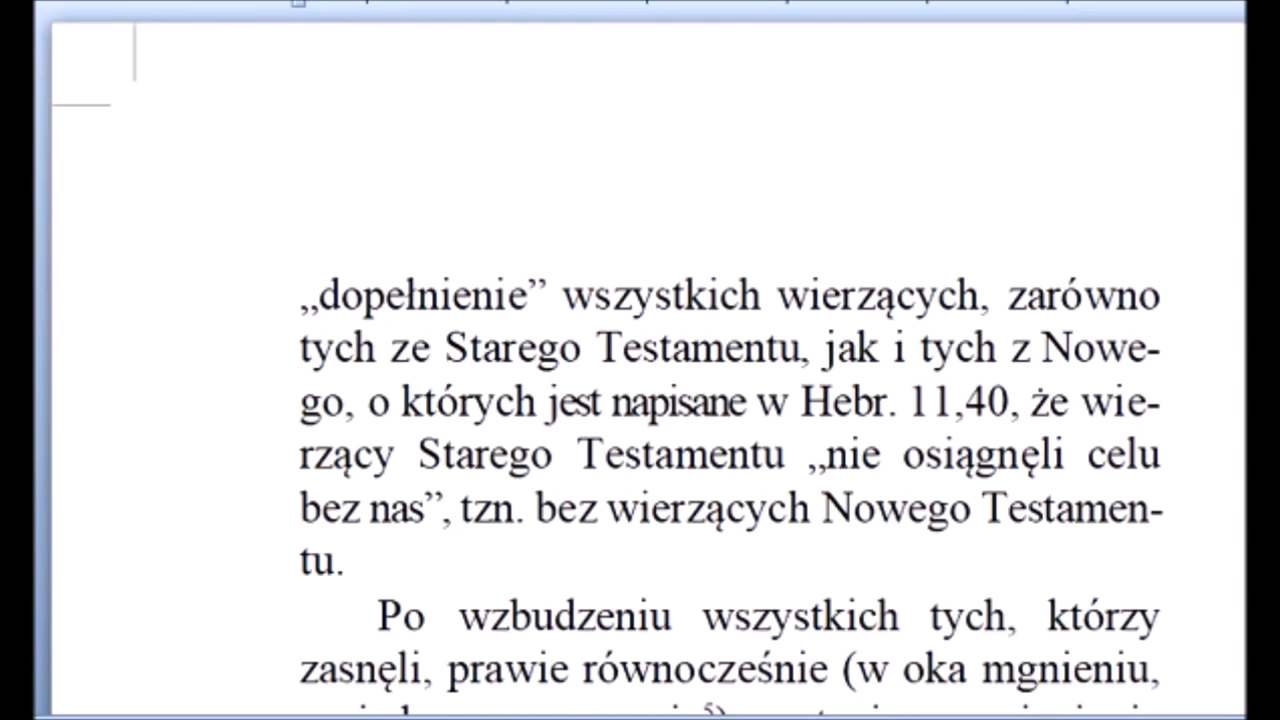 „dopełnienie” wszystkich wierzących, zarówno
tych ze Starego Testamentu, jak i tych z Nowe-
go, o których jest napisane w Hebr. 11,40, że wie-
rzący Starego Testamentu „nie osiągnęli celu
bez nas”, tzn. bez wierzących Nowego Testamen-
tu.
Po wzbudzeniu wszystkich tych, którzy
zasnęli, prawie równocześnie (w oka mgnieniu,